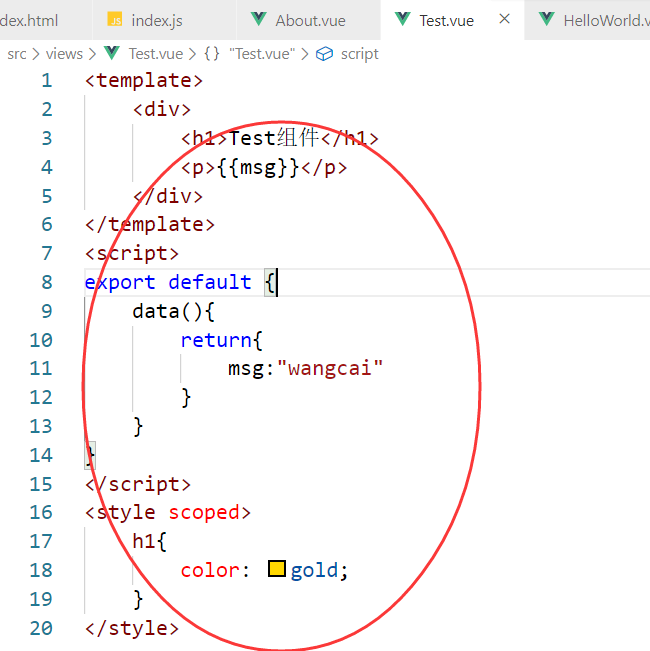 dex.html JS index.js About.vue Test.vue × HelloWorld.v
src > views > Test.vue > {} "Test.vue" > script
1 <template>
2 <div>
3 <h1>Test组件</h1>
4 <p>{{msg}}</p>
5 </div>
6 </template>
7 <script>
8 export default {
9 data(){
10 return{
11 msg:"wangcai"
12 }
13 }
14 }
15 </script>
16 <style scoped>
17 h1{
18 color: gold;
19 }
20 </style>